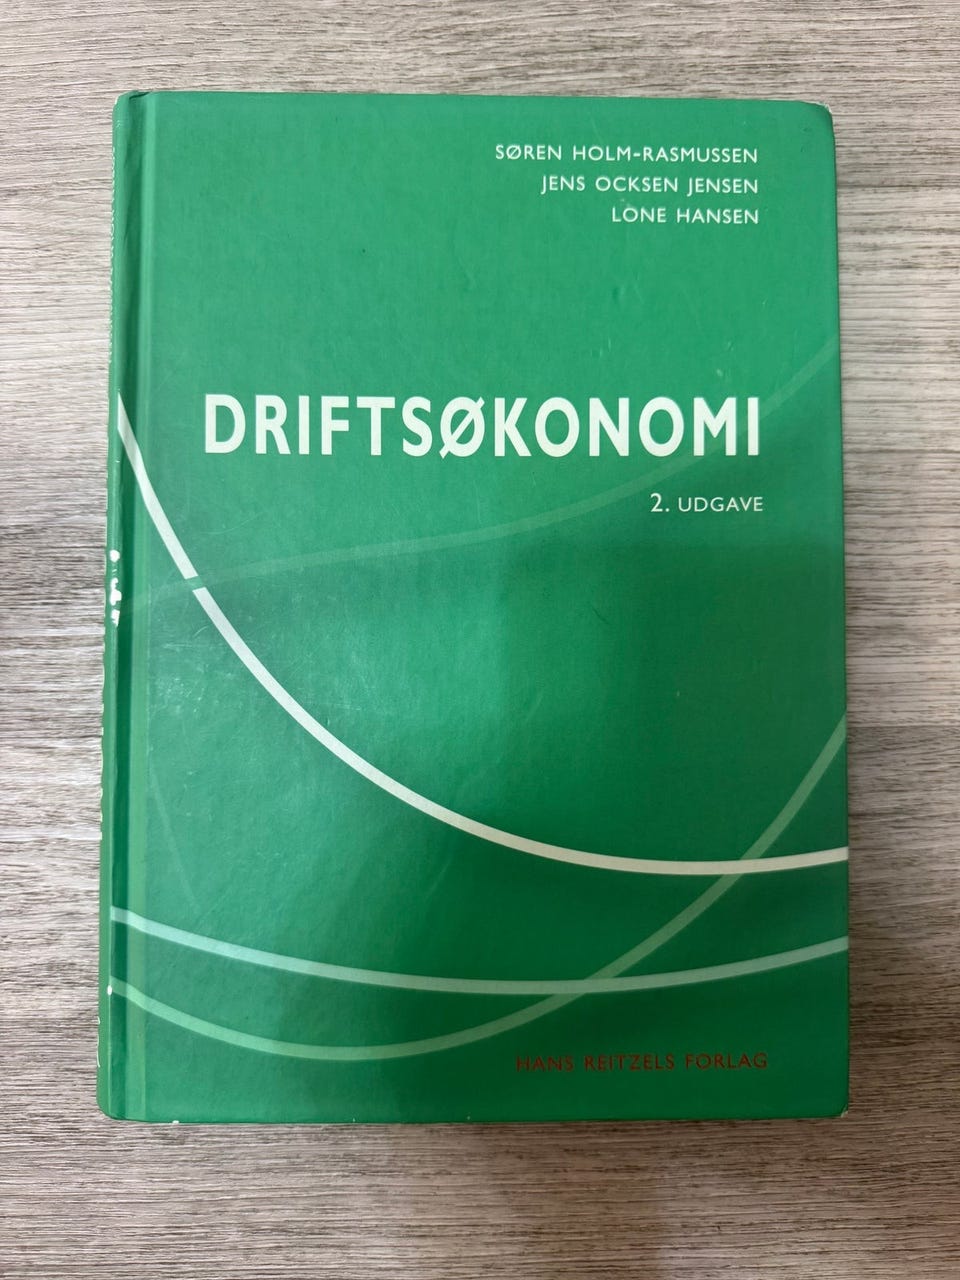 SØREN HOLM-RASMUSSEN
JENS OCKSEN JENSEN
LONE HANSEN
DRIFTSØKONOMI
2. UDGAVE
HANS REITZELS FORLAG